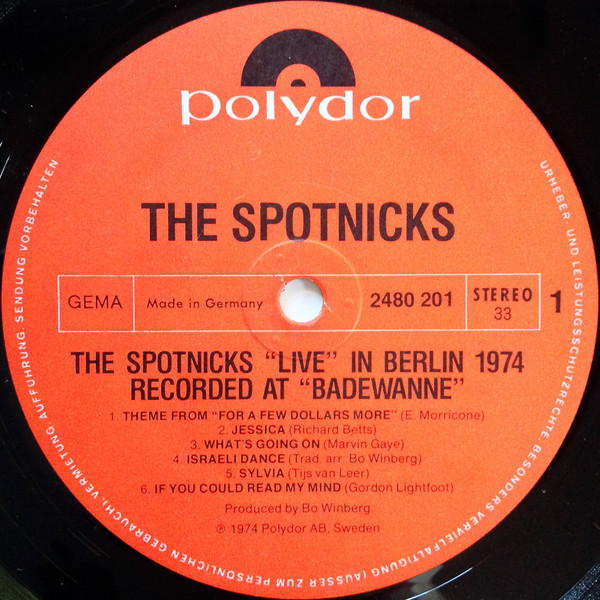 polydor
THE SPOTNICKS
GEMA
Made in Germany
2480 201
STEREO
33
1
THE SPOTNICKS “LIVE” IN BERLIN 1974
RECORDED AT “BADEWANNE”
1. THEME FROM “FOR A FEW DOLLARS MORE” (E. Morricone)
2. JESSICA (Richard Betts)
3. WHAT'S GOING ON (Marvin Gaye)
4. ISRAELI DANCE (Trad. arr. Bo Winberg)
5. SYLVIA (Tijs van Leer)
6. IF YOU COULD READ MY MIND (Gordon Lightfoot)
Produced by Bo Winberg
℗ 1974 Polydor AB, Sweden
URHEBER- UND LEISTUNGSSCHUTZRECHTE VORBEHALTEN. BESONDERS VERVIELFALTIGUNG (AUSSER ZUM PERSÖNLICHEN GEBRAUCH), VERMIETUNG, AUFFÜHRUNG, SENDUNG VORBEHALTEN